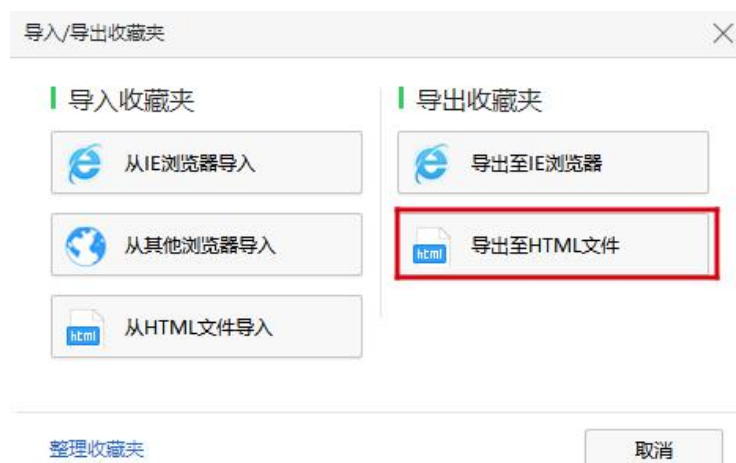 导入/导出收藏夹
导入收藏夹
从IE浏览器导入
从其他浏览器导入
html
从HTML文件导入
导出收藏夹
导出至IE浏览器
html
导出至HTML文件
整理收藏夹
取消